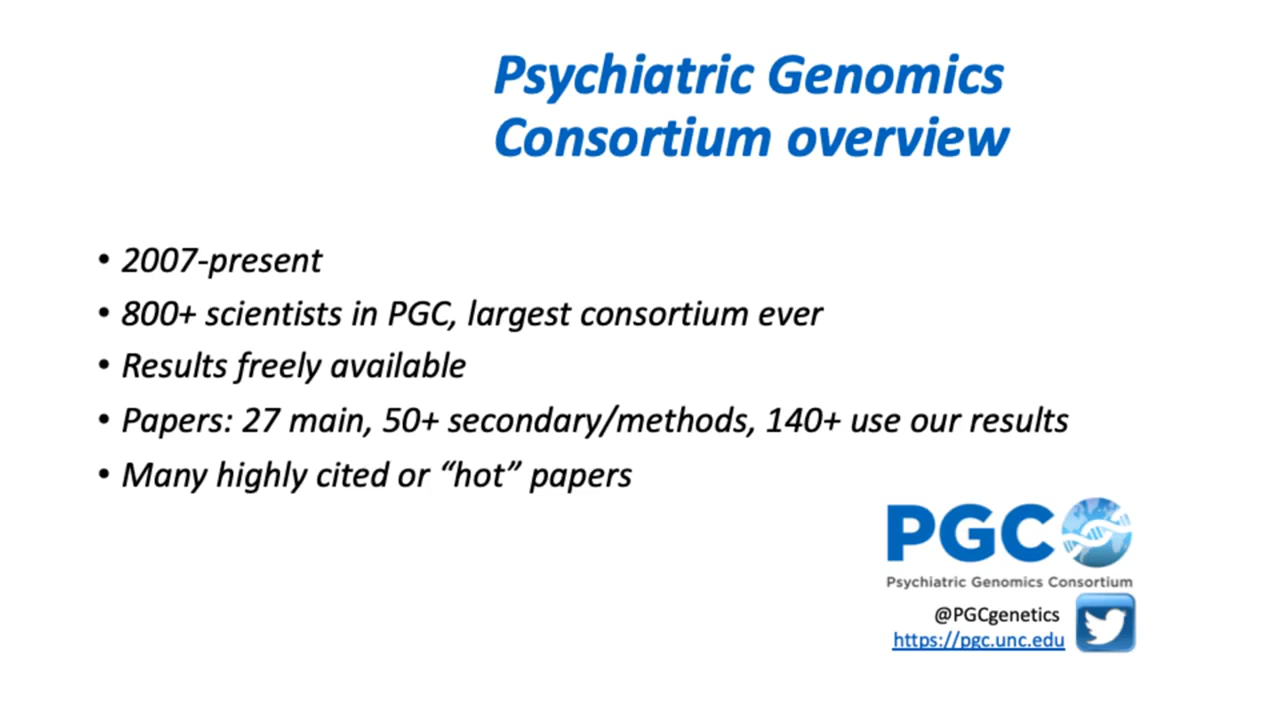 Psychiatric Genomics
Consortium overview
• 2007-present
• 800+ scientists in PGC, largest consortium ever
• Results freely available
• Papers: 27 main, 50+ secondary/methods, 140+ use our results
• Many highly cited or “hot” papers
PGC
Psychiatric Genomics Consortium
@PGCgenetics
https://pgc.unc.edu